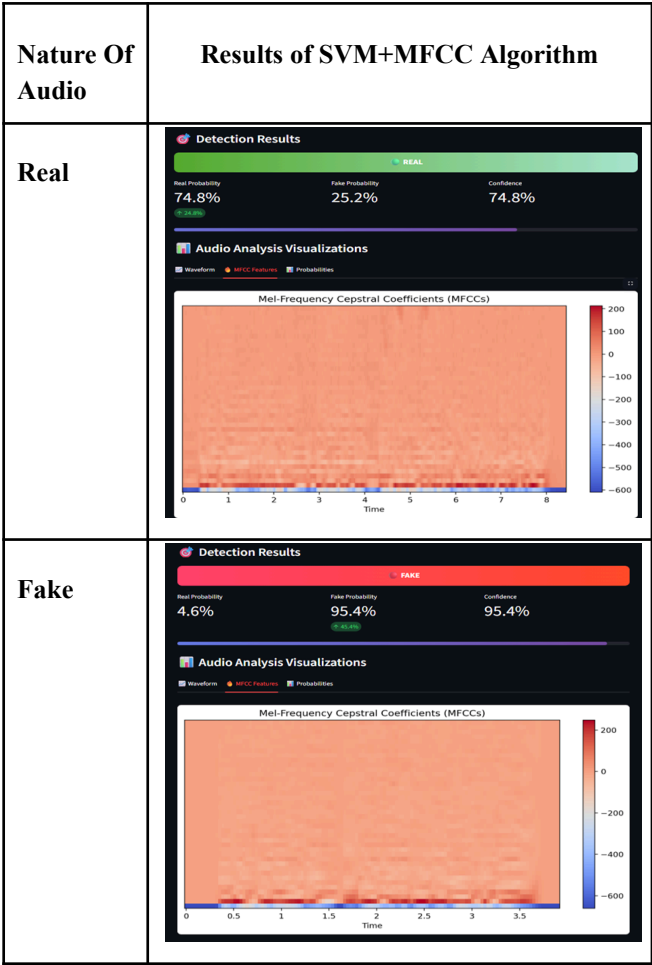 Nature Of
Audio
Results of SVM+MFCC Algorithm
Real
Detection Results
REAL
Real Probability
Fake Probability
Confidence
74.8%
25.2%
74.8%
↑ 24.8%
Audio Analysis Visualizations
Waveform
MFCC Features
Probabilities
Mel-Frequency Cepstral Coefficients (MFCCs)
200
100
0
−100
−200
−300
−400
−500
−600
0 1 2 3 4 5 6 7 8
Time
Fake
Detection Results
FAKE
Real Probability
Fake Probability
Confidence
4.6%
95.4%
95.4%
↑ 45.4%
Audio Analysis Visualizations
Waveform
MFCC Features
Probabilities
Mel-Frequency Cepstral Coefficients (MFCCs)
200
0
−200
−400
−600
0 0.5 1 1.5 2 2.5 3 3.5
Time